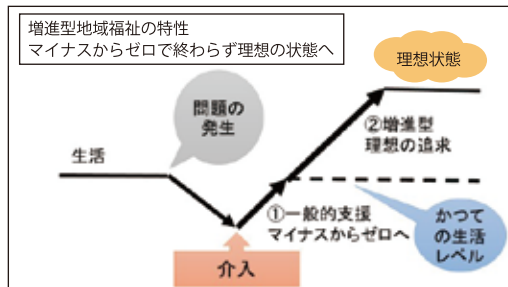 増進型地域福祉の特性
マイナスからゼロで終わらず理想の状態へ
理想状態
問題の
発生
②増進型
理想の追求
生活
①一般的支援
マイナスからゼロへ
かつて
の生活
レベル
介入